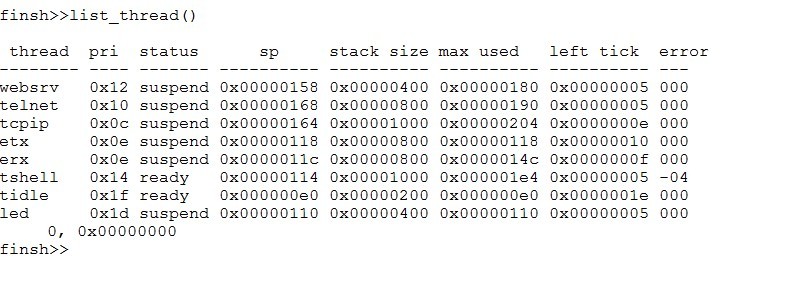 finsh>>list_thread()
thread pri status sp stack size max used left tick error
-------- ---- ------- ---------- ---------- ---------- ---------- ---
websrv 0x12 suspend 0x00000158 0x00000400 0x00000180 0x00000005 000
telnet 0x10 suspend 0x00000168 0x00000800 0x00000190 0x00000005 000
tcpip 0x0c suspend 0x00000164 0x00001000 0x00000204 0x0000000e 000
etx 0x0e suspend 0x00000118 0x00000800 0x00000118 0x00000010 000
erx 0x0e suspend 0x0000011c 0x00000800 0x0000014c 0x0000000f 000
tshell 0x14 ready 0x00000114 0x00001000 0x000001e4 0x00000005 -04
tidle 0x1f ready 0x000000e0 0x00000200 0x000000e0 0x0000001e 000
led 0x1d suspend 0x00000110 0x00000400 0x00000110 0x00000005 000
0, 0x00000000
finsh>>